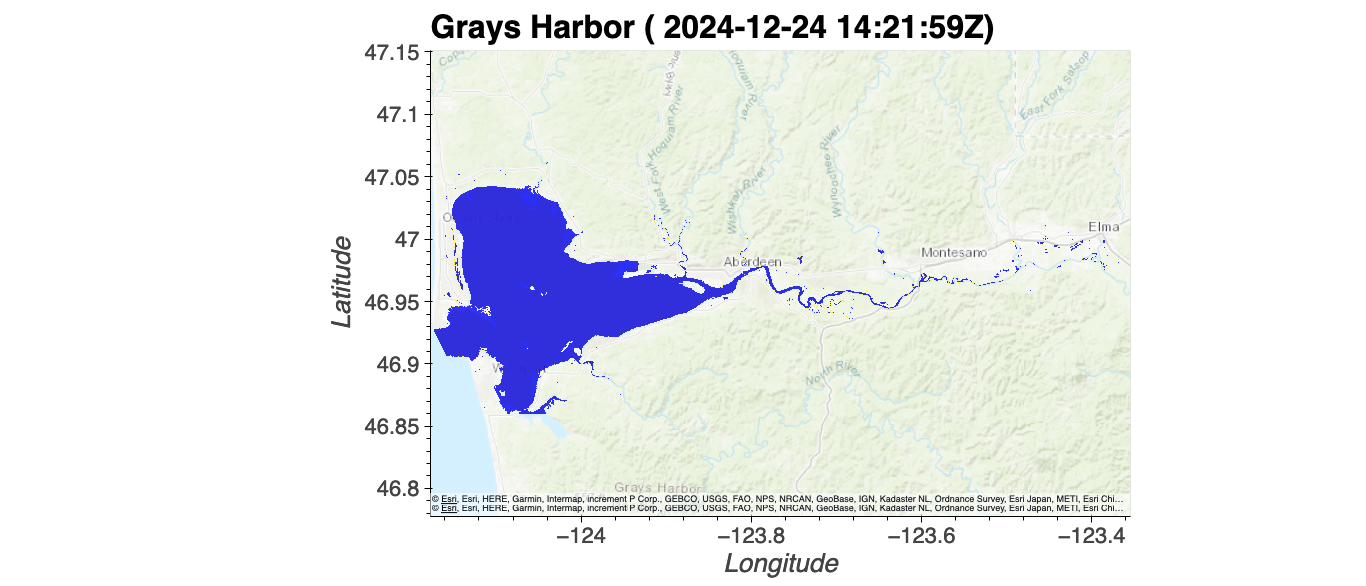 Grays Harbor ( 2024-12-24 14:21:59Z)
47.15
47.1
47.05
47
46.95
46.9
46.85
46.8
Latitude
West Fork Hoquiam River
Hoquiam River
Wishkah River
Wynoochee River
East Fork Satsop
Elma
Montesano
Aberdeen
North River
Grays Harbor
© Esri, Esri, HERE, Garmin, Intermap, increment P Corp., GEBCO, USGS, FAO, NPS, NRCAN, GeoBase, IGN, Kadaster NL, Ordnance Survey, Esri Japan, METI, Esri Chi…
© Esri, Esri, HERE, Garmin, Intermap, increment P Corp., GEBCO, USGS, FAO, NPS, NRCAN, GeoBase, IGN, Kadaster NL, Ordnance Survey, Esri Japan, METI, Esri Chi…
−124
−123.8
−123.6
−123.4
Longitude